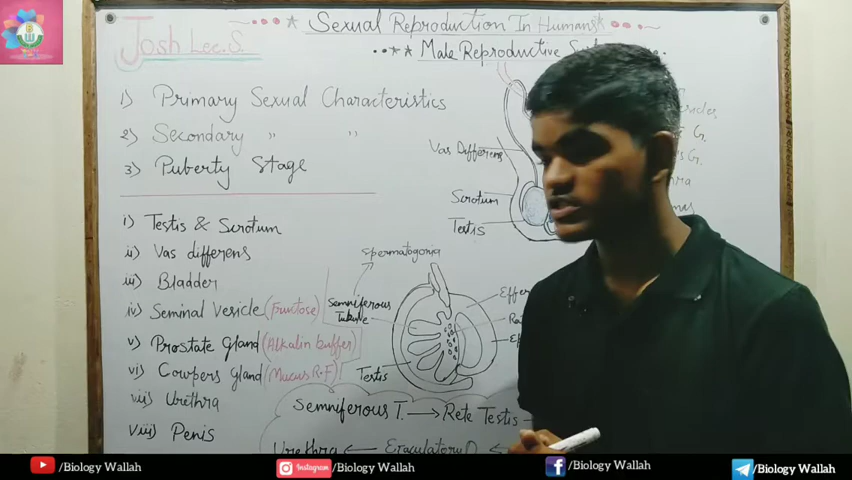 Sexual Reproduction In Humans
Josh Lec.S.
Male Reproductive
1) Primary Sexual Characteristics
2) Secondary " "
3) Puberty Stage
i) Testis & Scrotum
ii) Vas differens
iii) Bladder
iv) Seminal Vesicle (Fructose)
v) Prostate Gland (Alkalin buffer)
vi) Cowpers gland (Mucus R.F)
vii) Urethra
viii) Penis
Vas Differens
Scrotum
Testis
Spermatogonia
Semniferous
Tubule
Testis
Semniferous T. → Rete Testis
Urethra ← Ejaculatory D. ←
/Biology Wallah
Instagram /Biology Wallah
/Biology Wallah
/Biology Wallah